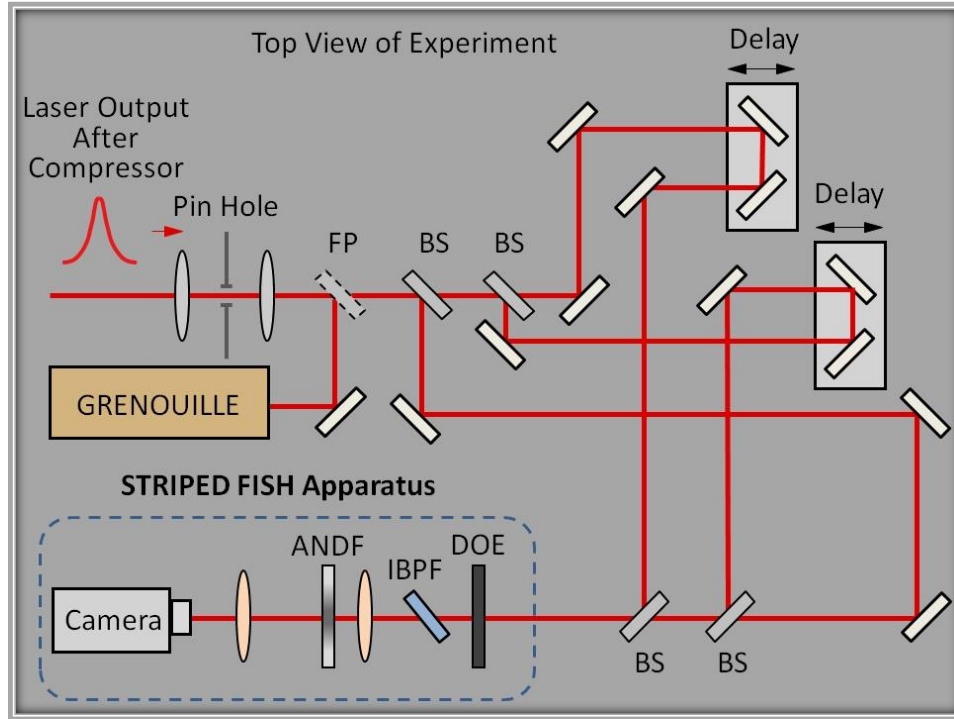 Top View of Experiment
Delay
Laser Output
After
Compressor
Pin Hole
FP
BS
BS
Delay
GRENOUILLE
STRIPED FISH Apparatus
ANDF
IBPF
DOE
Camera
BS
BS